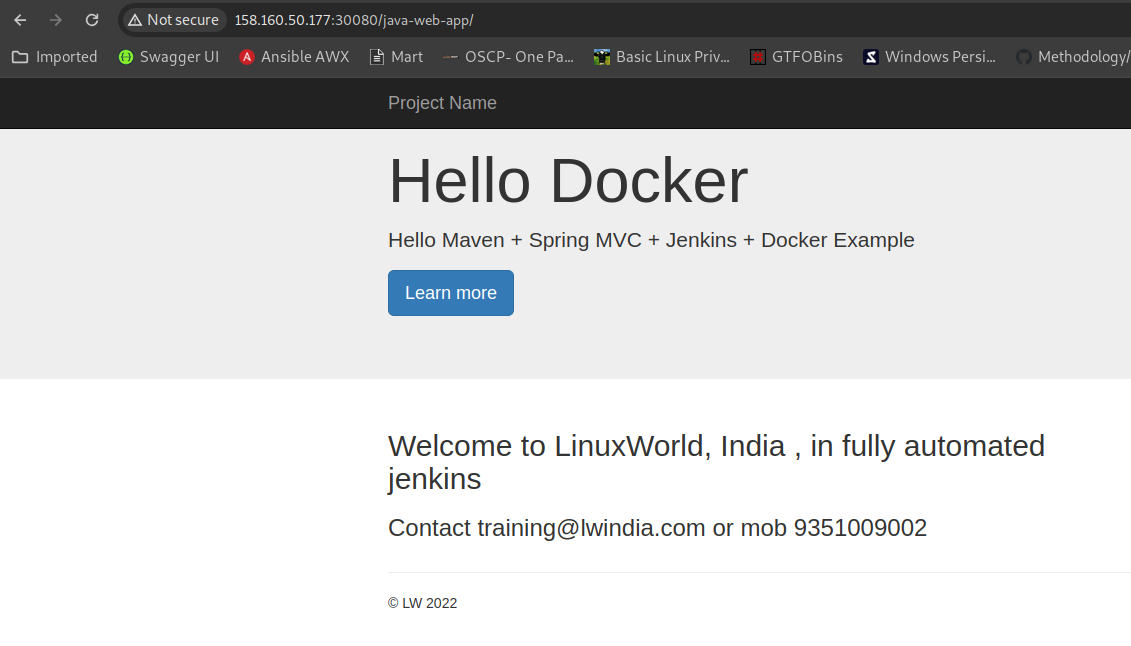 Not secure 158.160.50.177:30080/java-web-app/
Imported Swagger UI Ansible AWX Mart OSCP- One Pa... Basic Linux Priv... GTFOBins Windows Persi... Methodology/
Project Name
Hello Docker
Hello Maven + Spring MVC + Jenkins + Docker Example
Learn more
Welcome to LinuxWorld, India , in fully automated
jenkins
Contact training@lwindia.com or mob 9351009002
© LW 2022